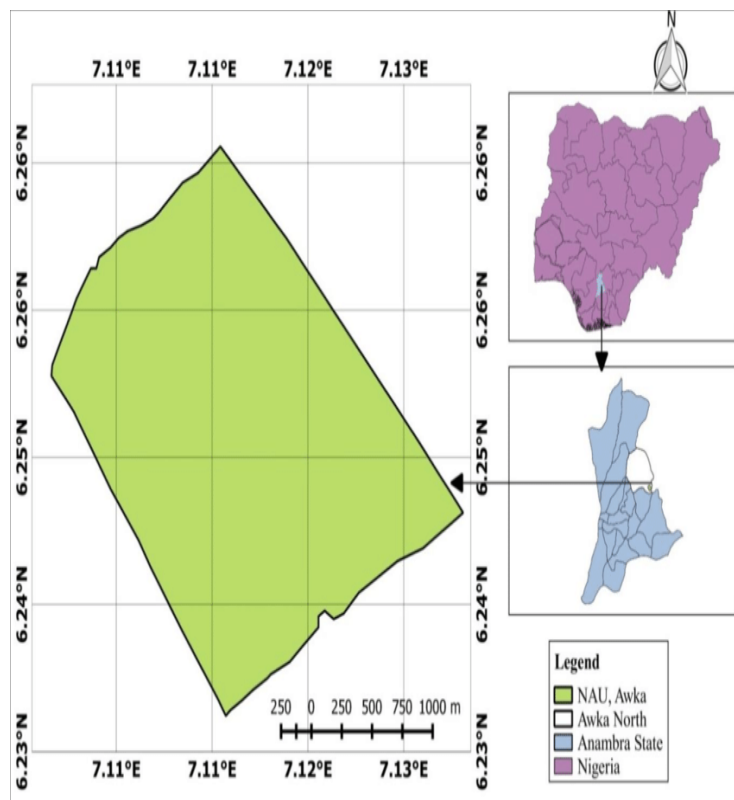 N
7.11°E 7.11°E 7.12°E 7.13°E
6.26°N 6.26°N
6.26°N 6.26°N
6.25°N 6.25°N
6.24°N 6.24°N
6.23°N 6.23°N
250 0 250 500 750 1000 m
7.11°E 7.11°E 7.12°E 7.13°E
Legend
NAU, Awka
Awka North
Anambra State
Nigeria